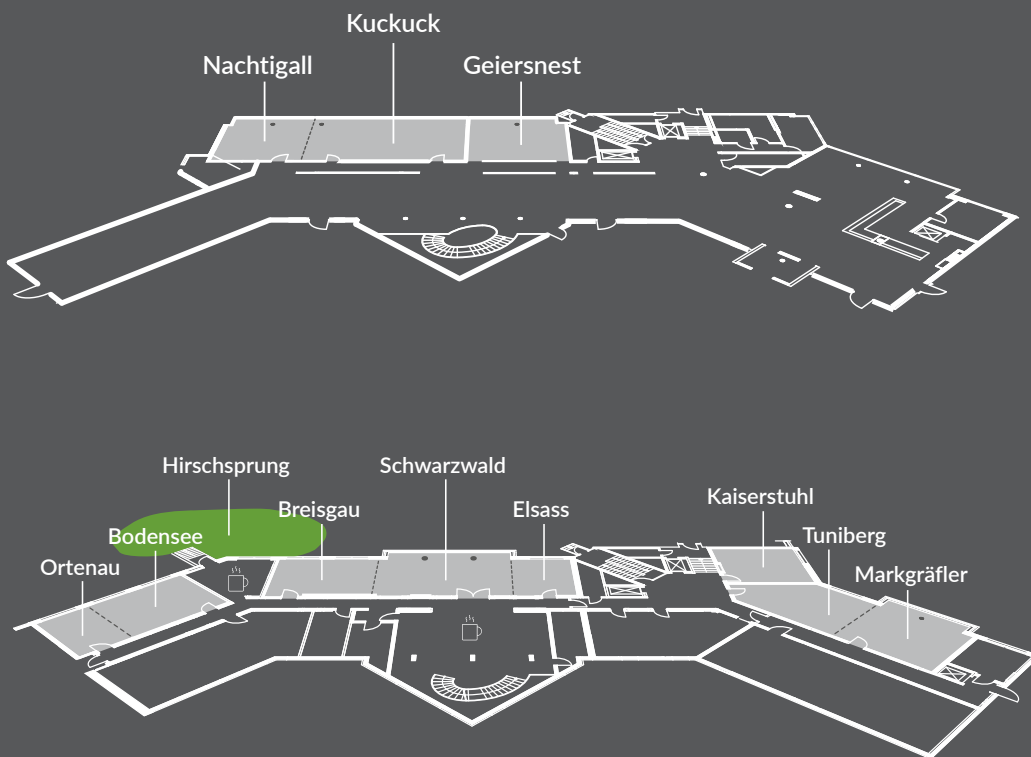 Kuckuck
Nachtigall
Geiersnest
Hirschsprung
Schwarzwald
Kaiserstuhl
Breisgau
Elsass
Bodensee
Tuniberg
Ortenau
Markgräfler